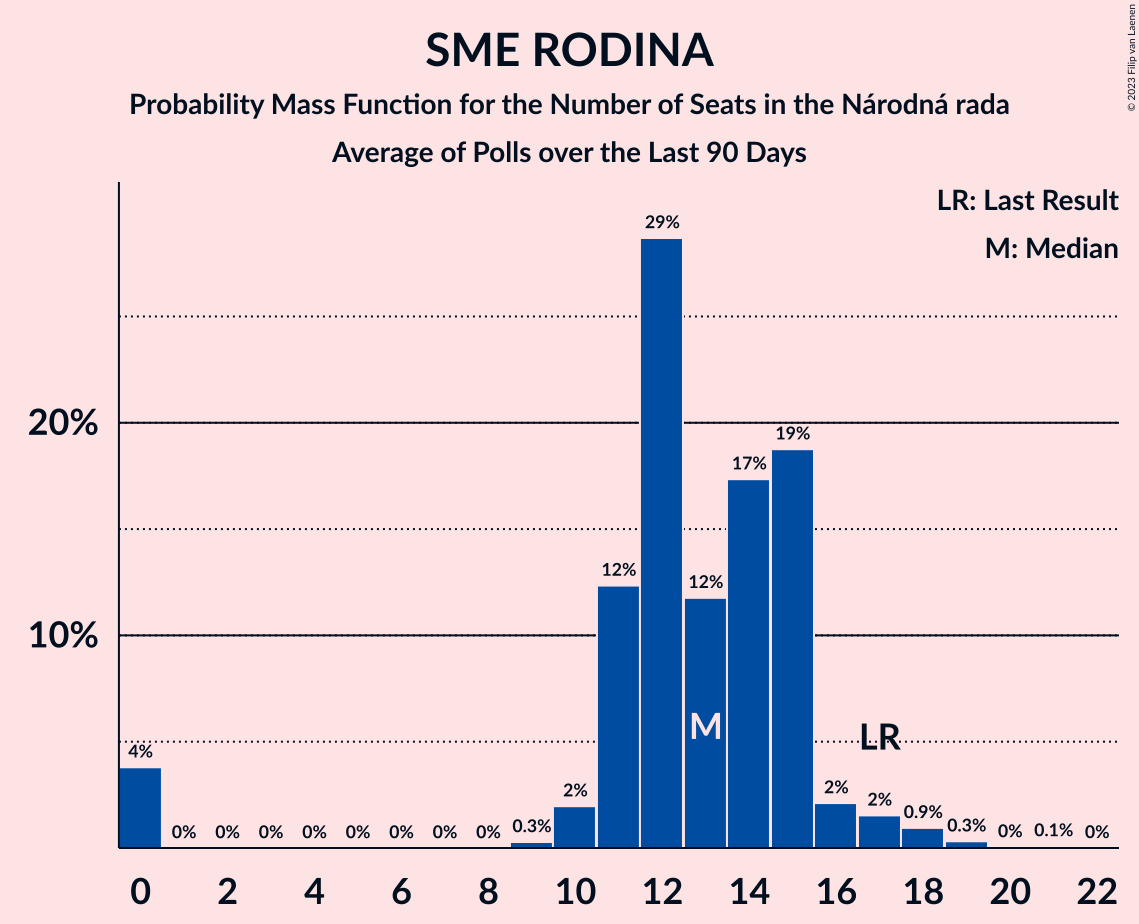 SME RODINA
Probability Mass Function for the Number of Seats in the Národná rada
Average of Polls over the Last 90 Days
© 2023 Filip van Laenen
LR: Last Result
M: Median
20%
10%
4%
0%
0%
0%
0%
0%
0%
0%
0%
0.3%
2%
12%
29%
12%
17%
19%
2%
2%
0.9%
0.3%
0%
0.1%
0%
M
LR
0 2 4 6 8 10 12 14 16 18 20 22